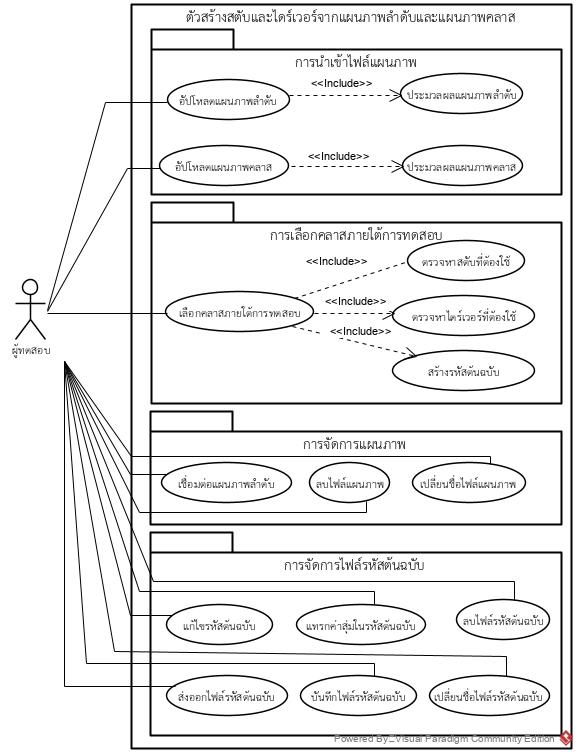 ตัวสร้างสตับและไดร์เวอร์จากแผนภาพลำดับและแผนภาพคลาส
การนำเข้าไฟล์แผนภาพ
<<Include>>
อัปโหลดแผนภาพลำดับ
ประมวลผลแผนภาพลำดับ
<<Include>>
อัปโหลดแผนภาพคลาส
ประมวลผลแผนภาพคลาส
การเลือกคลาสภายใต้การทดสอบ
<<Include>>
ตรวจหาสตับที่ต้องใช้
<<Include>>
เลือกคลาสภายใต้การทดสอบ
ตรวจหาไดร์เวอร์ที่ต้องใช้
<<Include>>
ผู้ทดสอบ
สร้างรหัสต้นฉบับ
การจัดการแผนภาพ
เชื่อมต่อแผนภาพลำดับ
ลบไฟล์แผนภาพ
เปลี่ยนชื่อไฟล์แผนภาพ
การจัดการไฟล์รหัสต้นฉบับ
แก้ไขรหัสต้นฉบับ
แทรกค่าสุ่มในรหัสต้นฉบับ
ลบไฟล์รหัสต้นฉบับ
ส่งออกไฟล์รหัสต้นฉบับ
บันทึกไฟล์รหัสต้นฉบับ
เปลี่ยนชื่อไฟล์รหัสต้นฉบับ
Powered By Visual Paradigm Community Edition